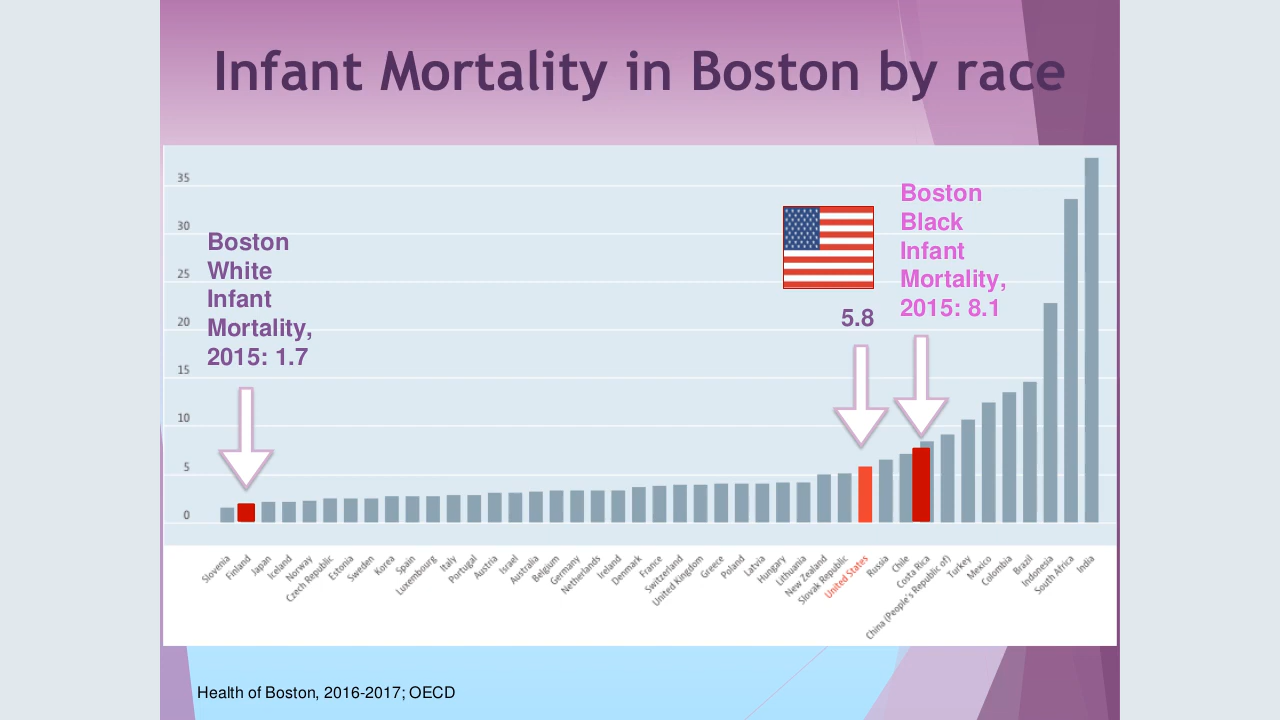 Infant Mortality in Boston by race
35
30
25
20
15
10
5
0
Boston
White
Infant
Mortality,
2015: 1.7
5.8
Boston
Black
Infant
Mortality,
2015: 8.1
Slovenia
Finland
Japan
Iceland
Norway
Czech Republic
Estonia
Sweden
Korea
Spain
Luxembourg
Italy
Portugal
Austria
Israel
Australia
Belgium
Germany
Netherlands
Ireland
Denmark
France
Switzerland
United Kingdom
Greece
Poland
Latvia
Hungary
Lithuania
New Zealand
Slovak Republic
United States
Russia
Chile
Costa Rica
China (People's Republic of)
Turkey
Mexico
Colombia
Brazil
Indonesia
South Africa
India
Health of Boston, 2016-2017; OECD